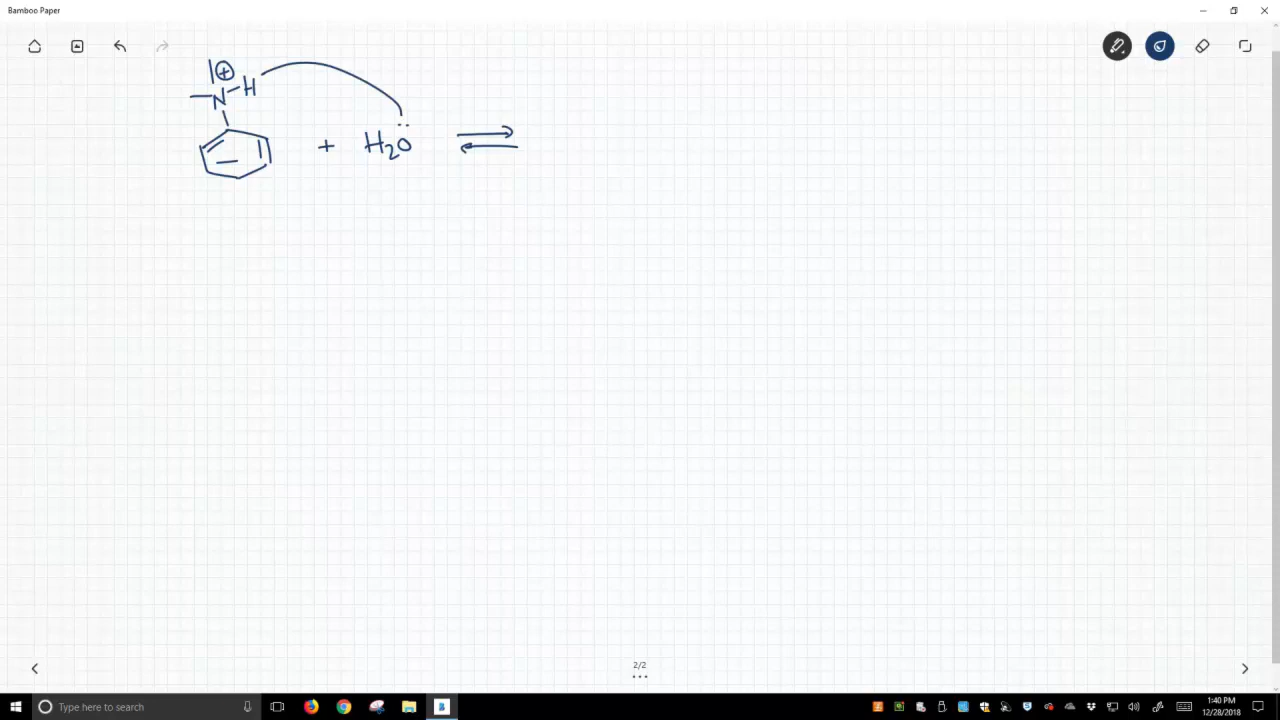 Bamboo Paper
⊕
N-H
+ H₂O ⇌
2/2
Type here to search
1:40 PM
12/28/2018